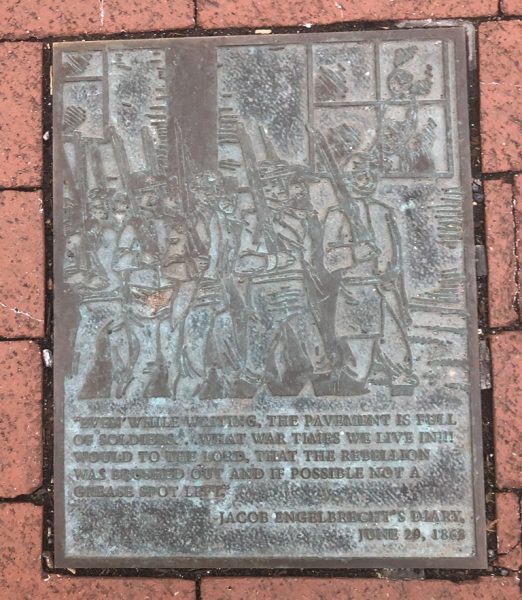 "EVEN WHILE WRITING, THE PAVEMENT IS FULL
OF SOLDIERS... WHAT WAR TIMES WE LIVE IN!!!
WOULD TO THE LORD, THAT THE REBELLION
WAS BRUSHED OUT AND IF POSSIBLE NOT A
GREASE SPOT LEFT."
JACOB ENGELBRECHT'S DIARY,
JUNE 29, 1863